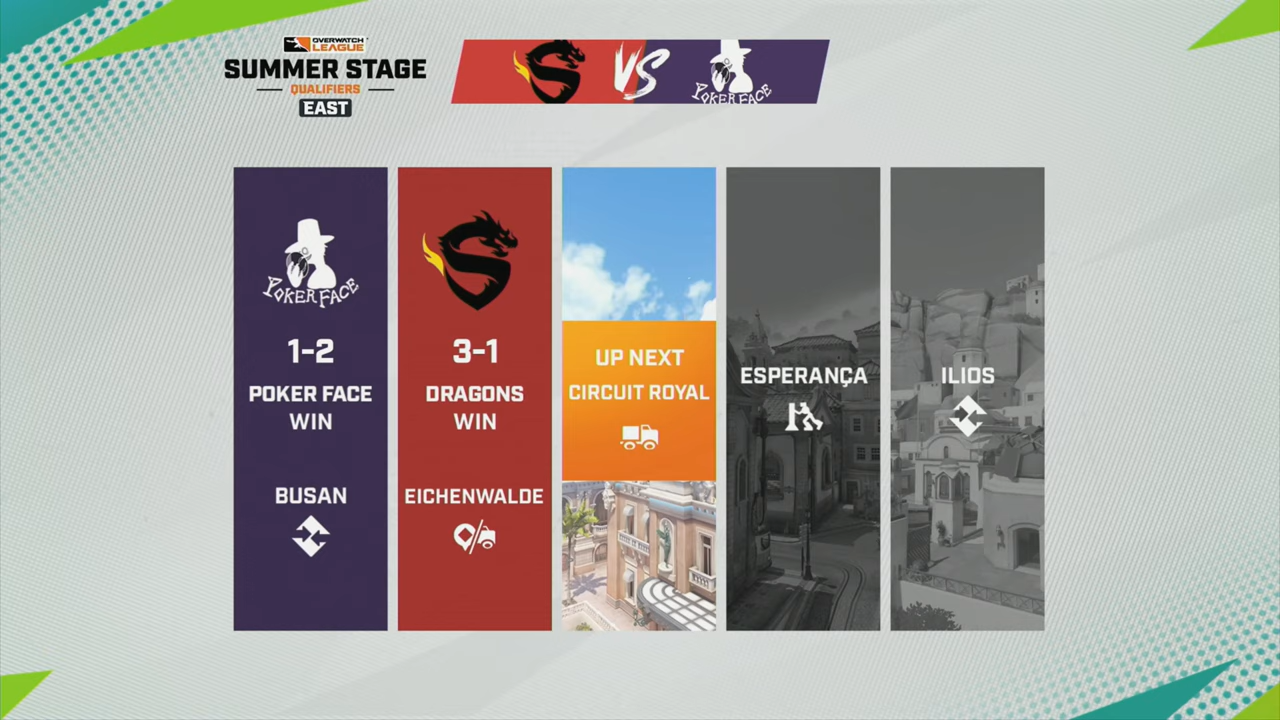 OVERWATCH
LEAGUE
SUMMER STAGE
QUALIFIERS
EAST
VS
POKER FACE
POKER FACE
1-2
POKER FACE
WIN
BUSAN
3-1
DRAGONS
WIN
EICHENWALDE
UP NEXT
CIRCUIT ROYAL
ESPERANÇA
ILIOS